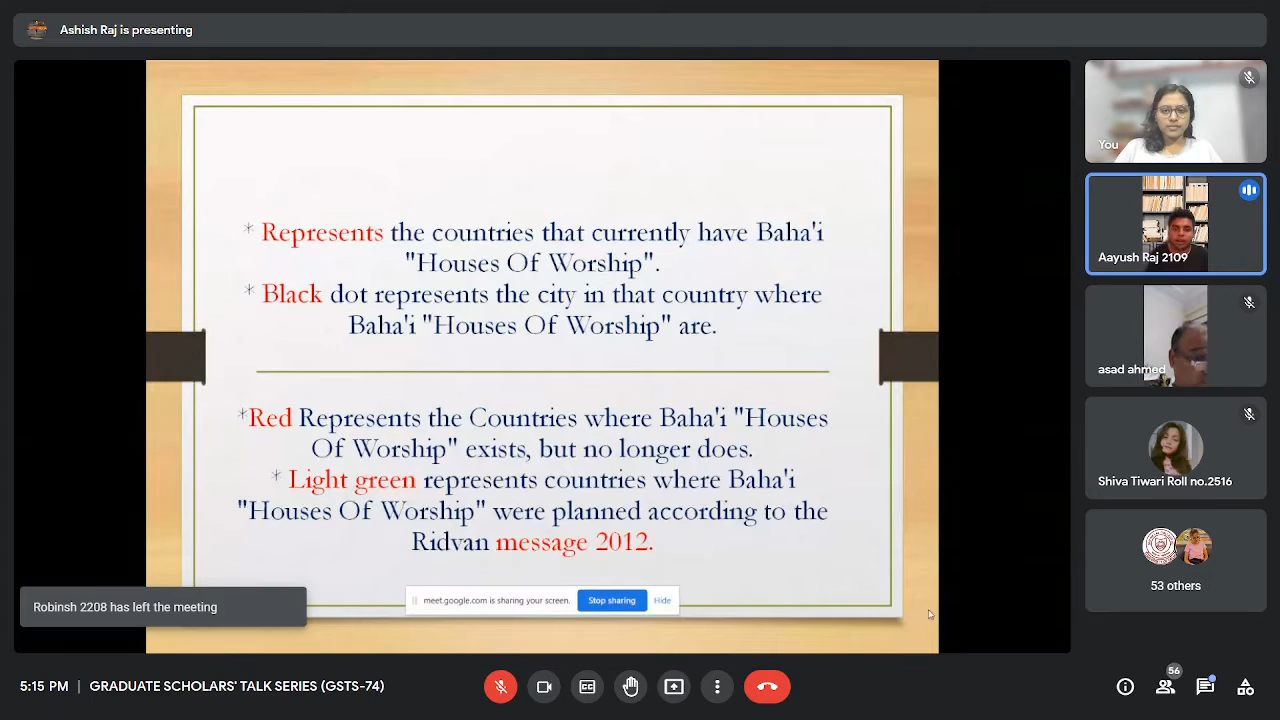 Ashish Raj is presenting
* Represents the countries that currently have Baha'i
"Houses Of Worship".
* Black dot represents the city in that country where
Baha'i "Houses Of Worship" are.
*Red Represents the Countries where Baha'i "Houses
Of Worship" exists, but no longer does.
* Light green represents countries where Baha'i
"Houses Of Worship" were planned according to the
Ridvan message 2012.
meet.google.com is sharing your screen. Stop sharing Hide
Robinsh 2208 has left the meeting
You
Aayush Raj 2109
asad ahmed
Shiva Tiwari Roll no.2516
53 others
5:15 PM | GRADUATE SCHOLARS' TALK SERIES (GSTS-74)
CC
56